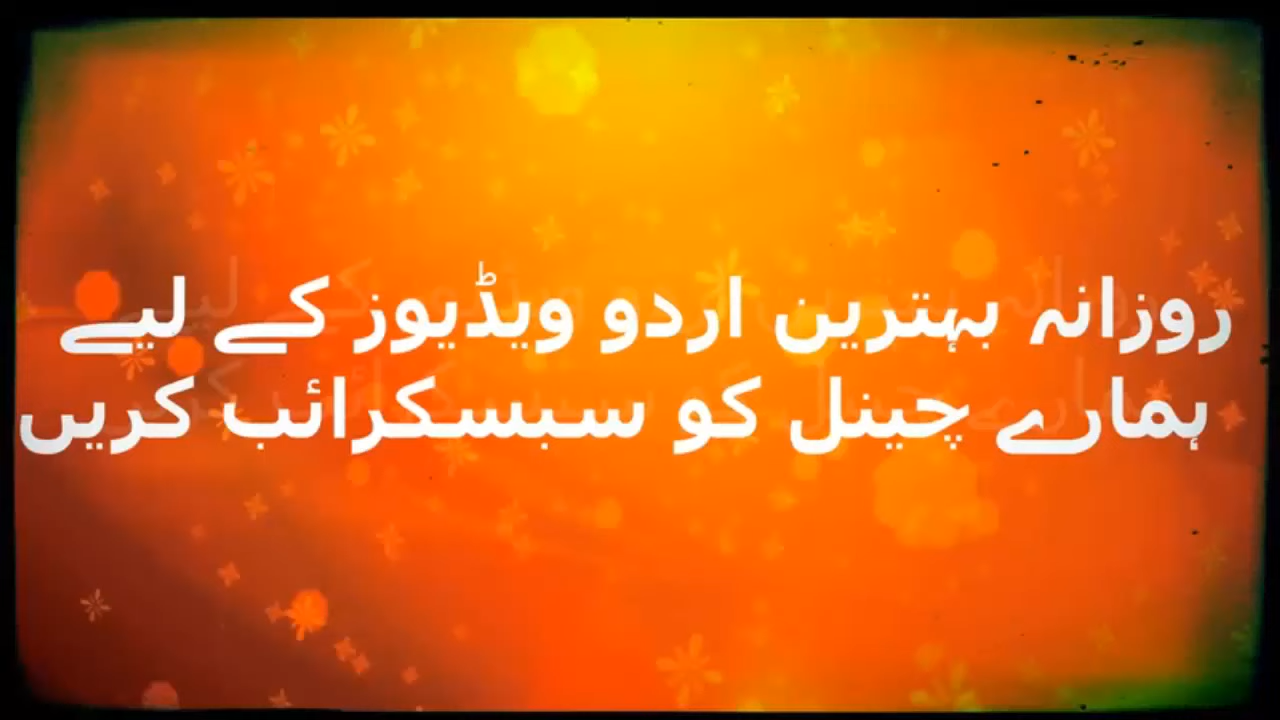 روزانہ بہترین اردو ویڈیوز کے لیے
ہمارے چینل کو سبسکرائب کریں